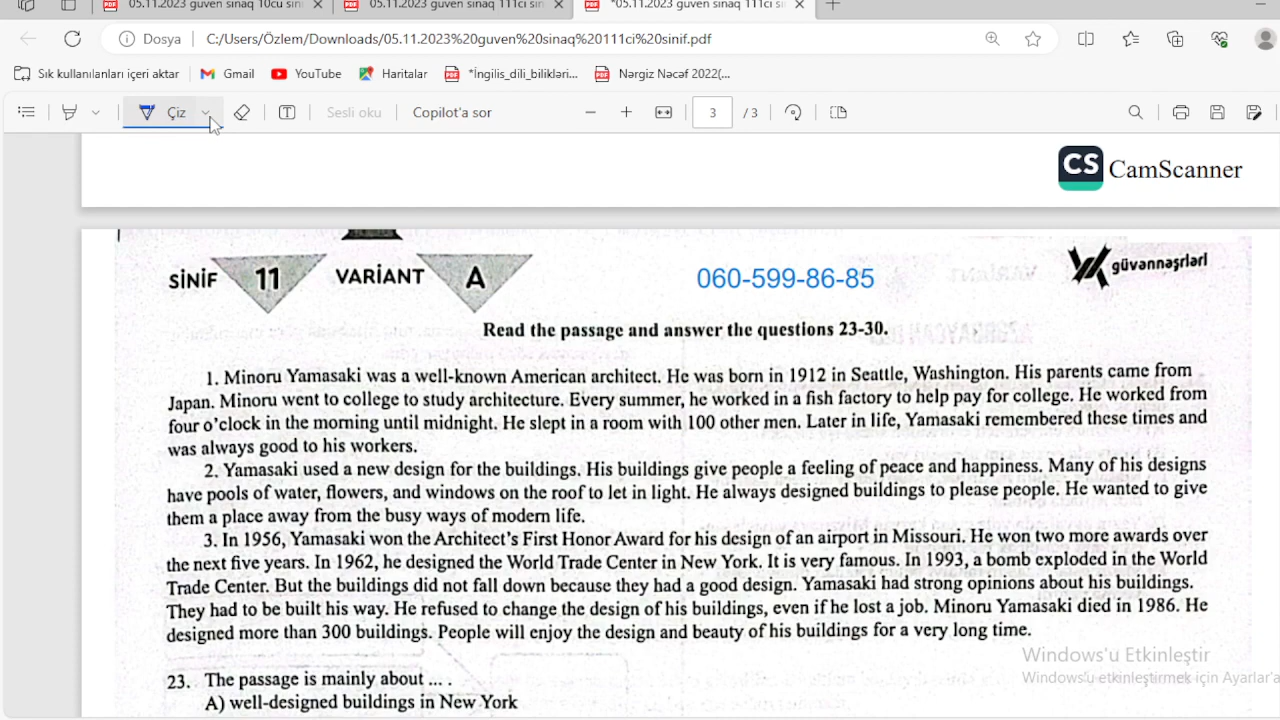 05.11.2023 güven sınaq 10cu sını
05.11.2023 güven sınaq 111ci sın
*05.11.2023 güven sınaq 111ci sı
Dosya C:/Users/Özlem/Downloads/05.11.2023%20guven%20sinaq%20111ci%20sinif.pdf
Sık kullanılanları içeri aktar Gmail YouTube Haritalar *İngilis_dili_bilikləri... Nərgiz Nəcəf 2022(...
Çiz Sesli oku Copilot'a sor 3 /3
CS CamScanner
SİNİF 11 VARİANT A 060-599-86-85 güvənnəşrləri
Read the passage and answer the questions 23-30.
1. Minoru Yamasaki was a well-known American architect. He was born in 1912 in Seattle, Washington. His parents came from
Japan. Minoru went to college to study architecture. Every summer, he worked in a fish factory to help pay for college. He worked from
four o'clock in the morning until midnight. He slept in a room with 100 other men. Later in life, Yamasaki remembered these times and
was always good to his workers.
2. Yamasaki used a new design for the buildings. His buildings give people a feeling of peace and happiness. Many of his designs
have pools of water, flowers, and windows on the roof to let in light. He always designed buildings to please people. He wanted to give
them a place away from the busy ways of modern life.
3. In 1956, Yamasaki won the Architect's First Honor Award for his design of an airport in Missouri. He won two more awards over
the next five years. In 1962, he designed the World Trade Center in New York. It is very famous. In 1993, a bomb exploded in the World
Trade Center. But the buildings did not fall down because they had a good design. Yamasaki had strong opinions about his buildings.
They had to be built his way. He refused to change the design of his buildings, even if he lost a job. Minoru Yamasaki died in 1986. He
designed more than 300 buildings. People will enjoy the design and beauty of his buildings for a very long time.
Windows'u Etkinleştir
Windows'u etkinleştirmek için Ayarlar'a
23. The passage is mainly about ... .
A) well-designed buildings in New York